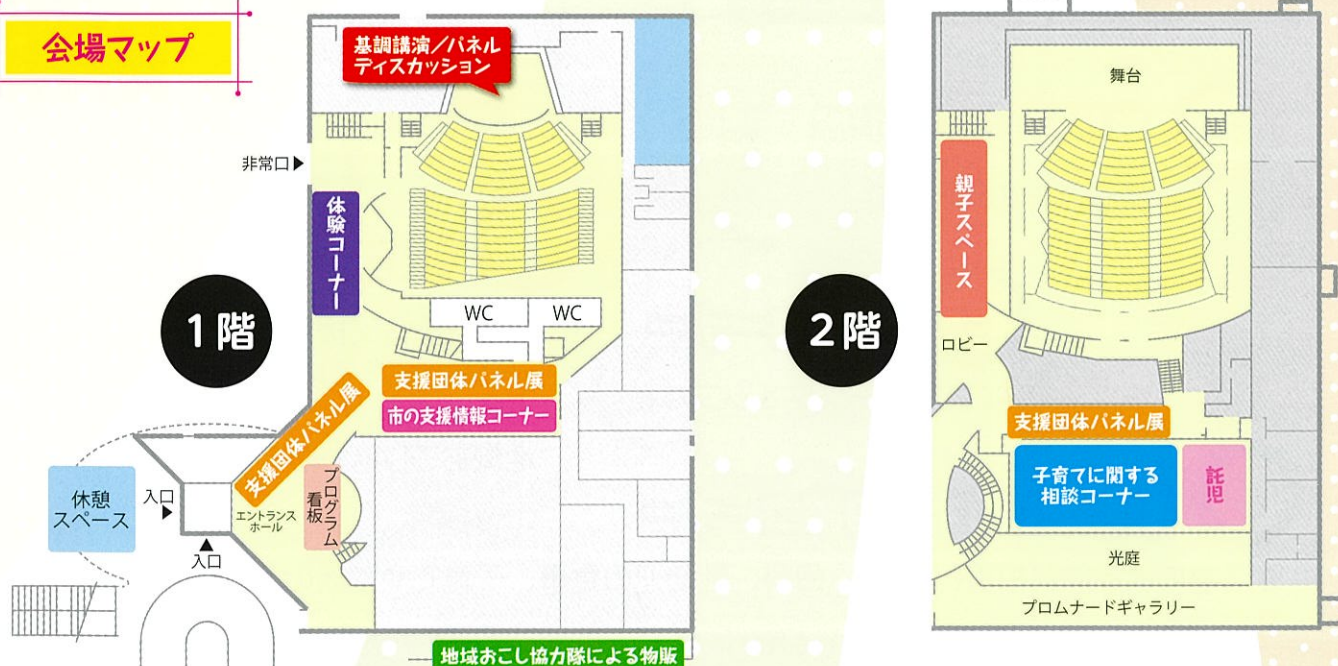 会場マップ
基調講演/パネル
ディスカッション
非常口▶
体験コーナー
1階
WC
WC
支援団体パネル展
市の支援情報コーナー
支援団体パネル展
休憩
スペース
入口
▶
エントランス
ホール
プログラム
看板
▲
入口
地域おこし協力隊による物販
2階
舞台
親子スペース
ロビー
支援団体パネル展
子育てに関する
相談コーナー
託児
光庭
プロムナードギャラリー